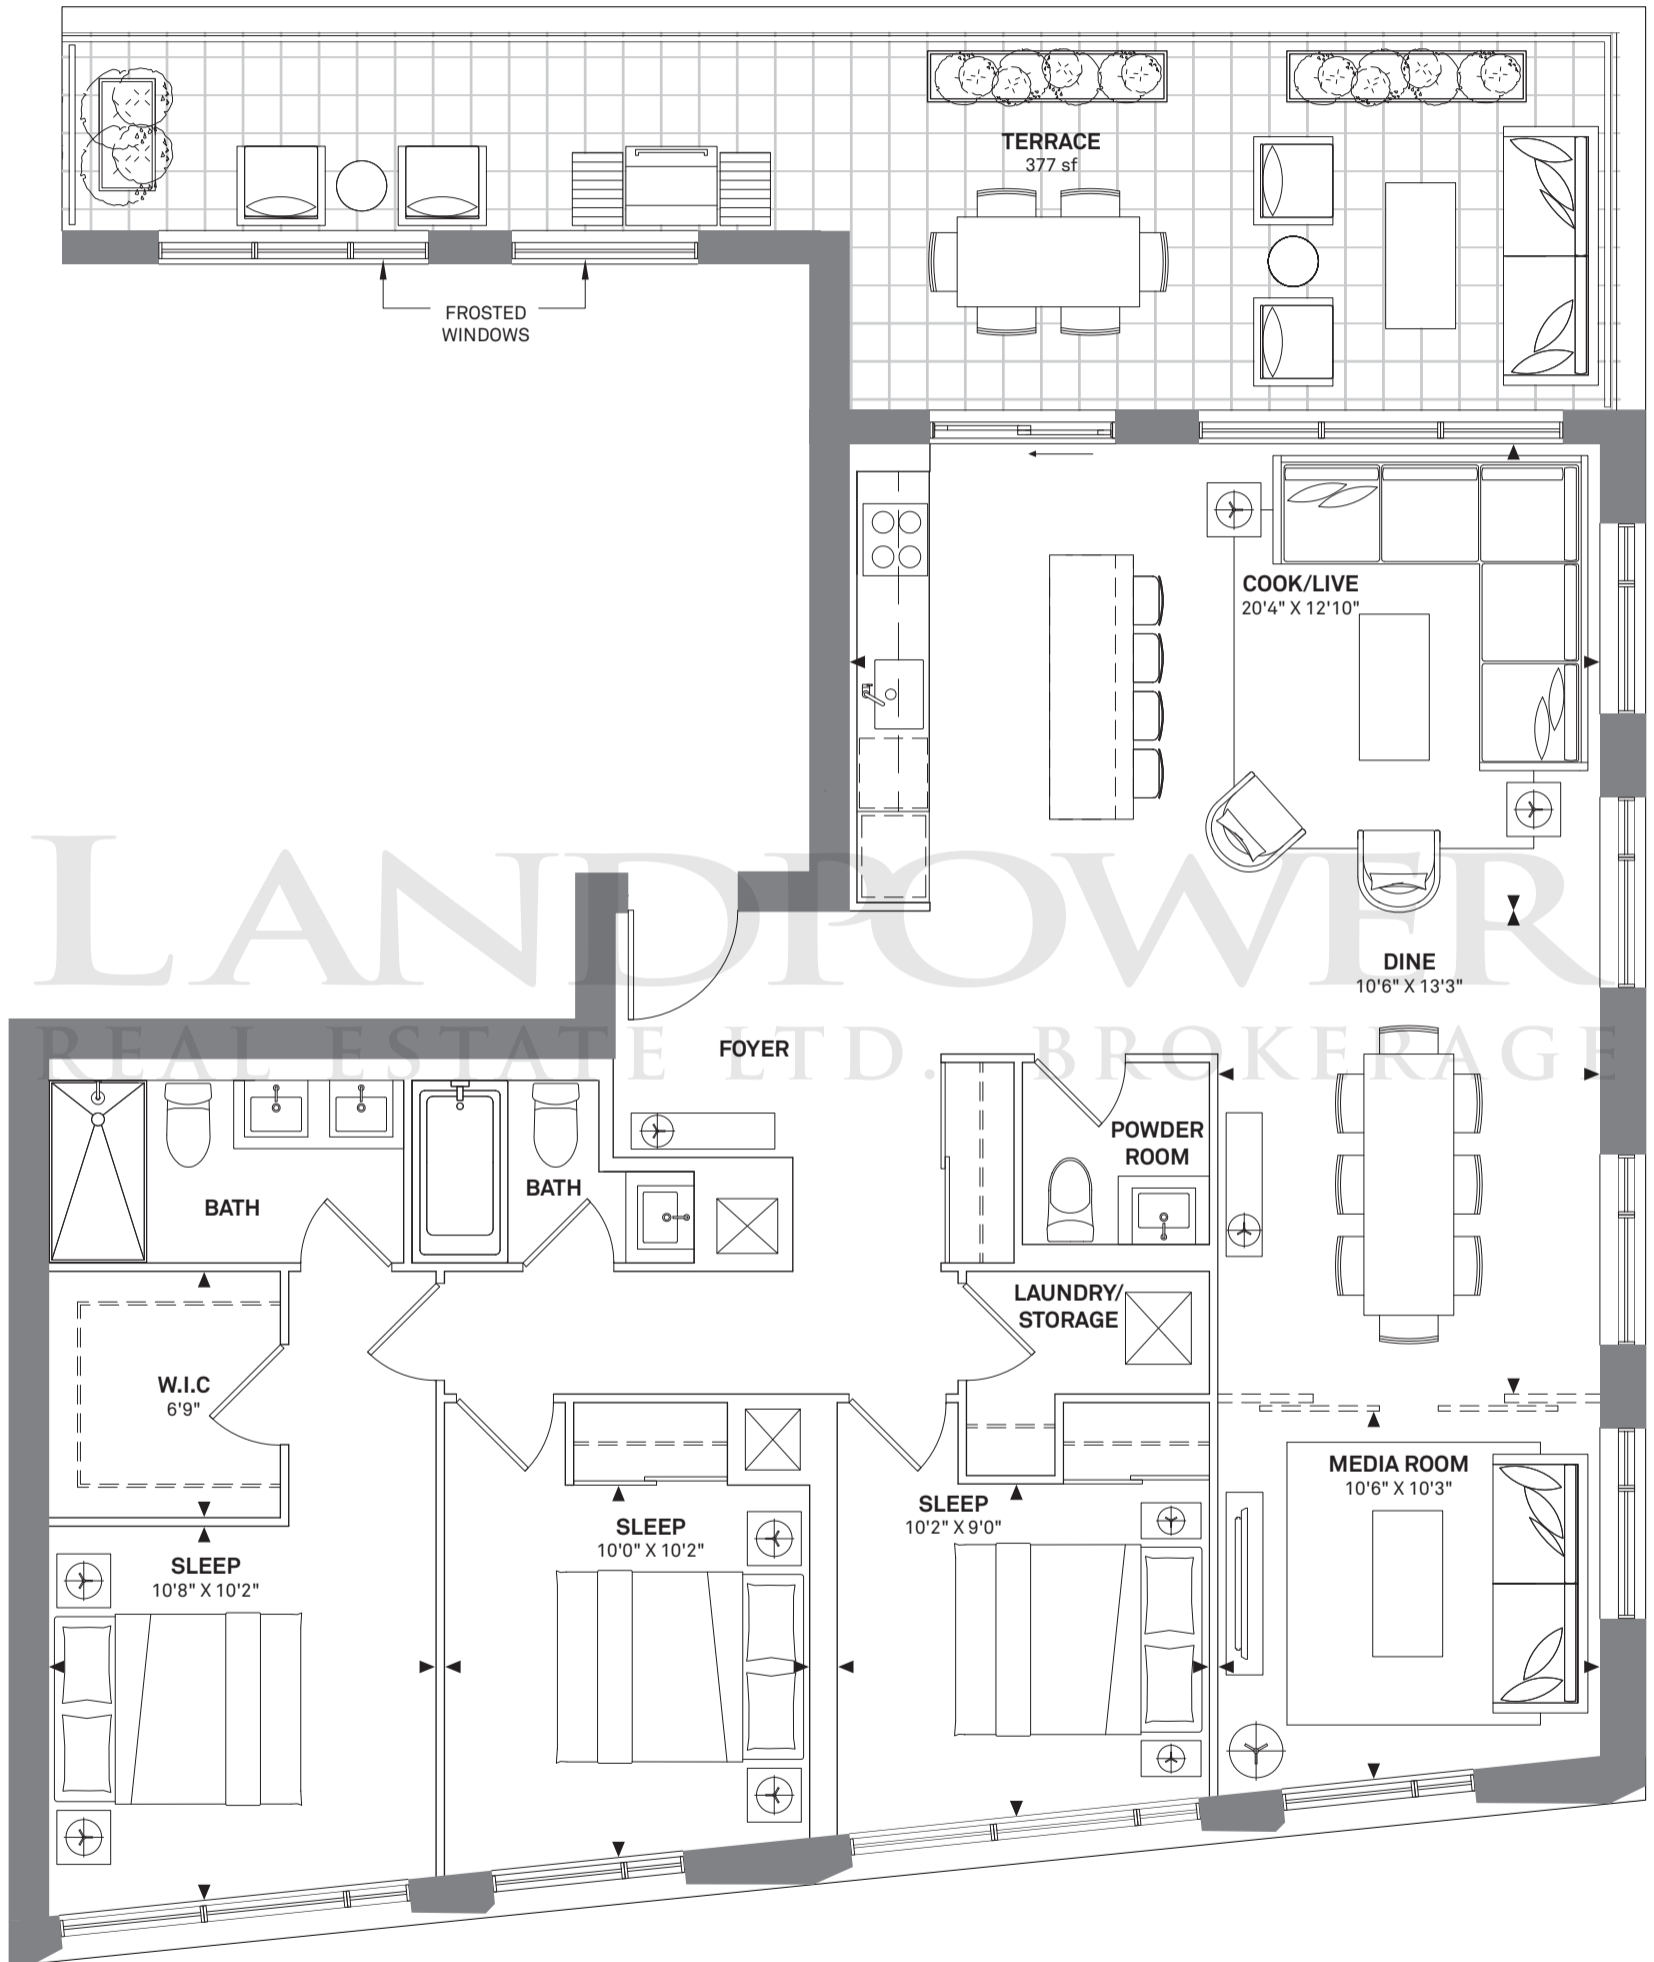 TERRACE
377 sf
FROSTED
WINDOWS
COOK/LIVE
20'4" X 12'10"
LANDPOWER
REAL ESTATE LTD. BROKERAGE
DINE
10'6" X 13'3"
FOYER
POWDER
ROOM
BATH
BATH
LAUNDRY/
STORAGE
W.I.C
6'9"
MEDIA ROOM
10'6" X 10'3"
SLEEP
10'2" X 9'0"
SLEEP
10'0" X 10'2"
SLEEP
10'8" X 10'2"